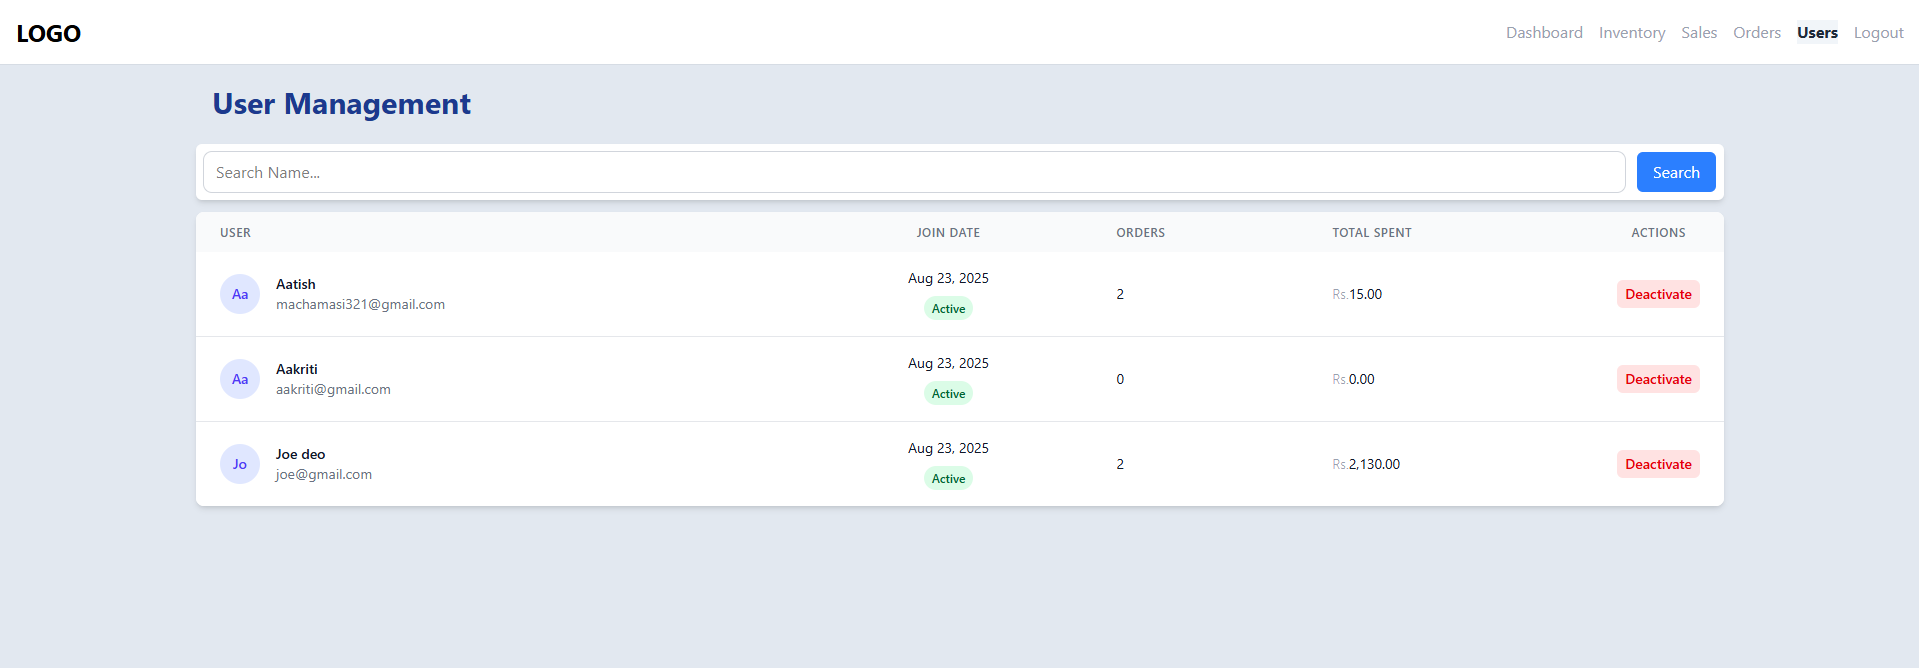 LOGO
Dashboard Inventory Sales Orders Users Logout
User Management
Search Name...
Search
USER JOIN DATE ORDERS TOTAL SPENT ACTIONS
Aa
Aatish
machamasi321@gmail.com
Aug 23, 2025
Active
2
Rs.15.00
Deactivate
Aa
Aakriti
aakriti@gmail.com
Aug 23, 2025
Active
0
Rs.0.00
Deactivate
Jo
Joe deo
joe@gmail.com
Aug 23, 2025
Active
2
Rs.2,130.00
Deactivate